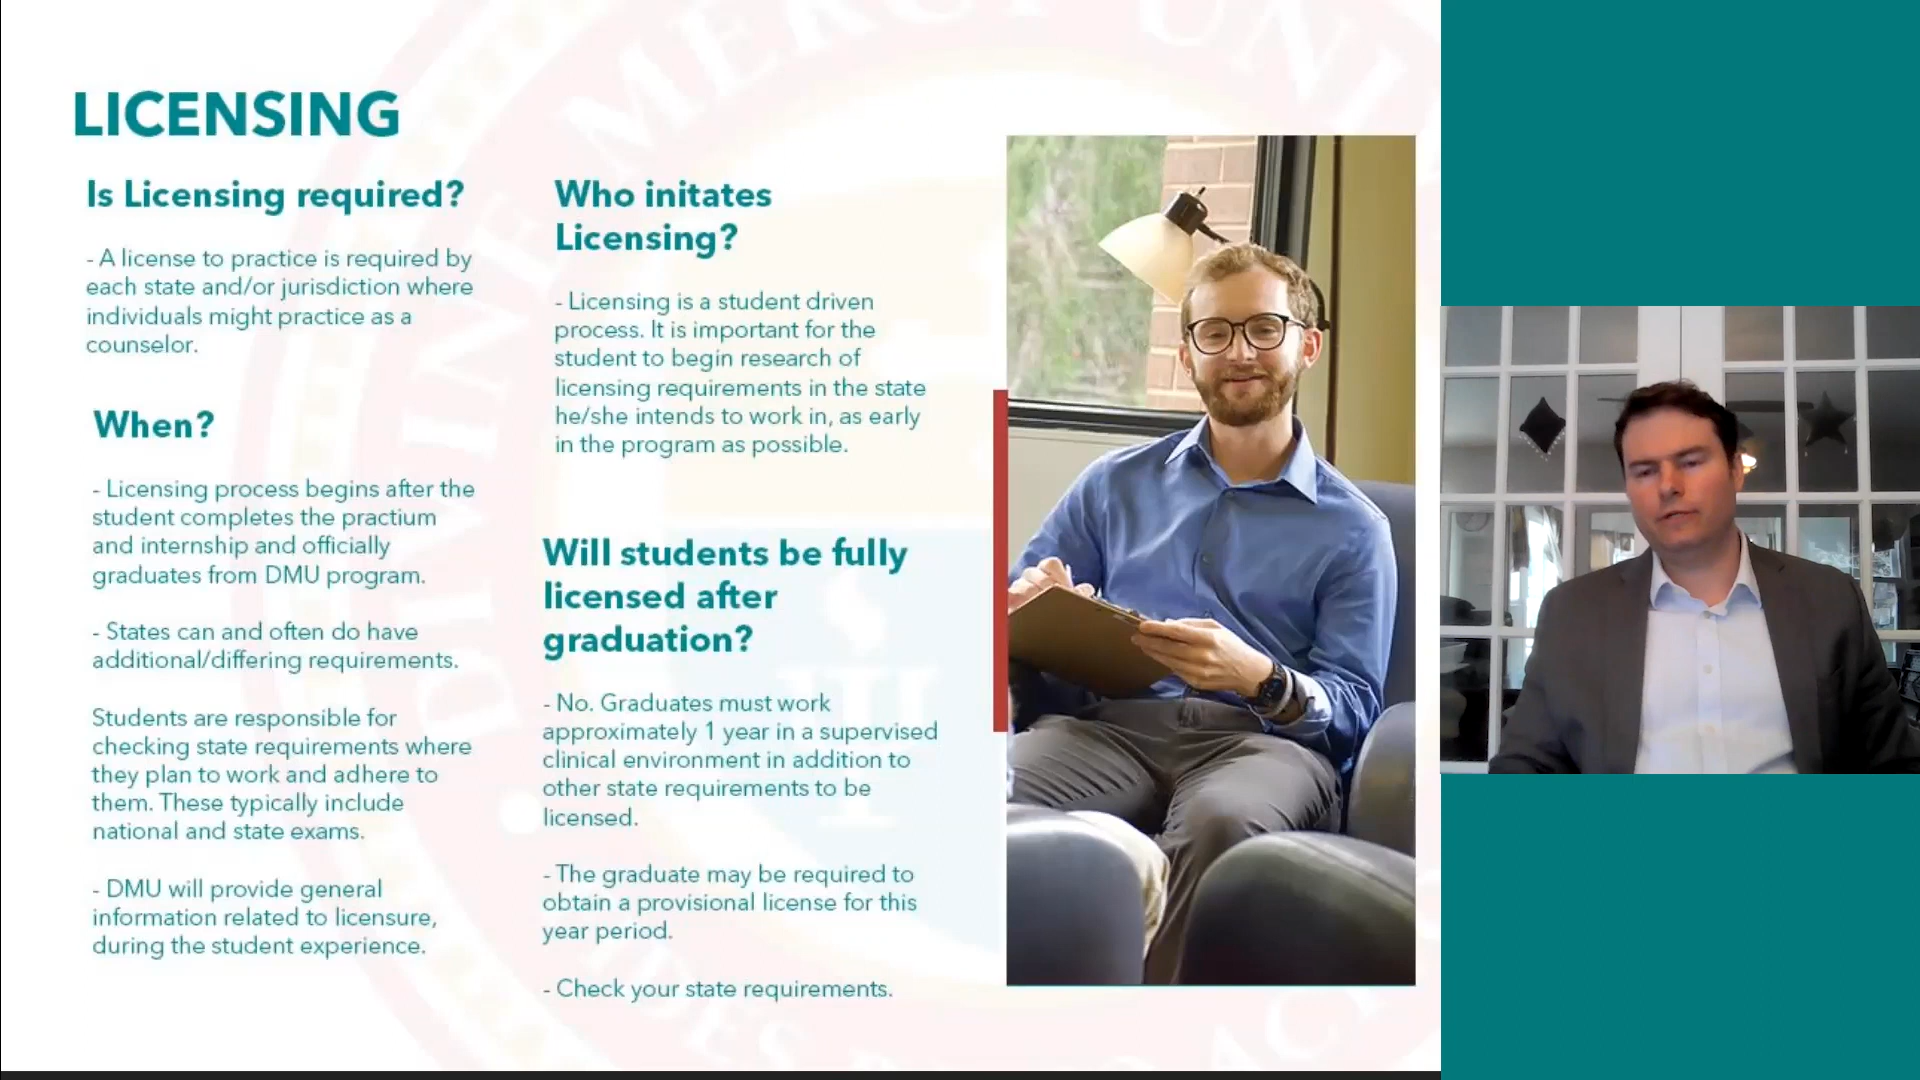 LICENSING
Is Licensing required?
- A license to practice is required by
each state and/or jurisdiction where
individuals might practice as a
counselor.
When?
- Licensing process begins after the
student completes the practium
and internship and officially
graduates from DMU program.
- States can and often do have
additional/differing requirements.
Students are responsible for
checking state requirements where
they plan to work and adhere to
them. These typically include
national and state exams.
- DMU will provide general
information related to licensure,
during the student experience.
Who initates
Licensing?
- Licensing is a student driven
process. It is important for the
student to begin research of
licensing requirements in the state
he/she intends to work in, as early
in the program as possible.
Will students be fully
licensed after
graduation?
- No. Graduates must work
approximately 1 year in a supervised
clinical environment in addition to
other state requirements to be
licensed.
- The graduate may be required to
obtain a provisional license for this
year period.
- Check your state requirements.
DIVINE MERCY